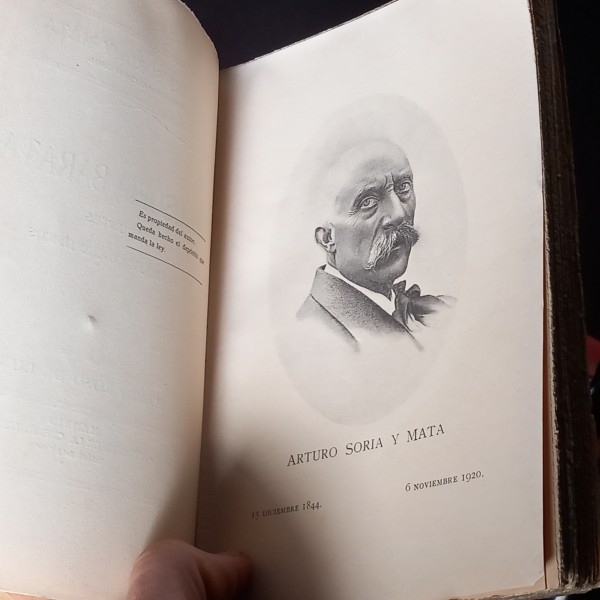 Es propiedad del autor.
Queda hecho el depósito que
manda la ley.
ARTURO SORIA Y MATA
15 DICIEMBRE 1844.
6 NOVIEMBRE 1920.